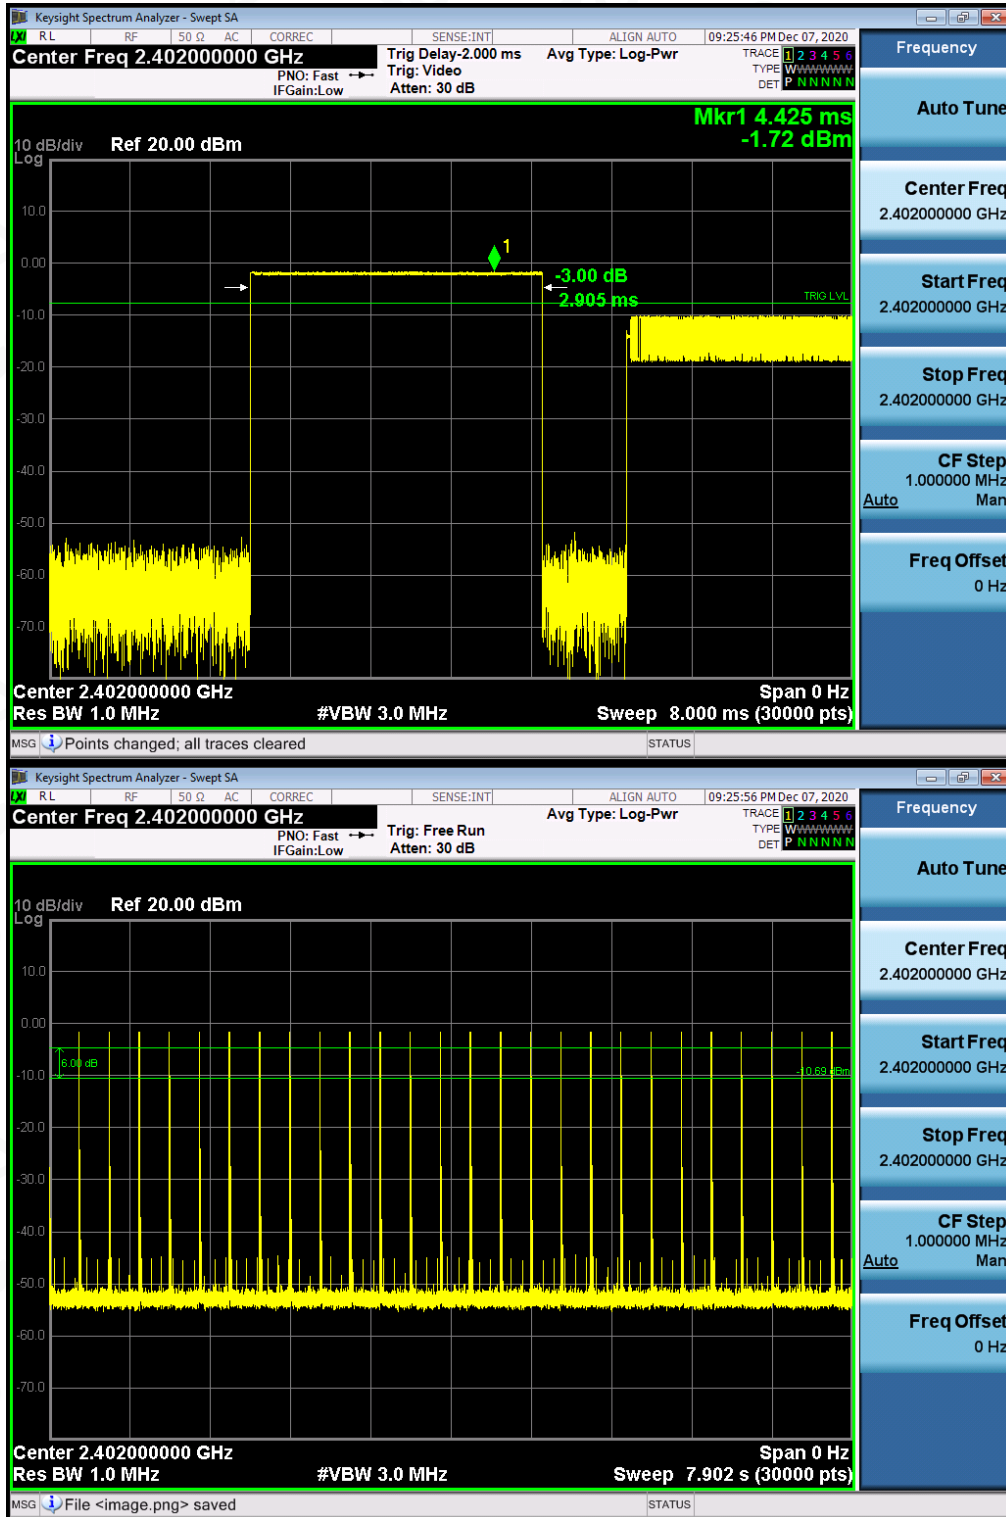 Keysight Spectrum Analyzer - Swept SA
LXI RL RF 50 Ω AC CORREC SENSE:INT ALIGN AUTO 09:25:46 PM Dec 07, 2020
Center Freq 2.402000000 GHz
PNO: Fast
IFGain:Low
Trig Delay-2.000 ms
Trig: Video
Atten: 30 dB
Avg Type: Log-Pwr
TRACE 1 2 3 4 5 6
TYPE WWWWWWW
DET P N N N N N
Mkr1 4.425 ms
-1.72 dBm
10 dB/div
Log
Ref 20.00 dBm
10.0
0.00
-10.0
-20.0
-30.0
-40.0
-50.0
-60.0
-70.0
1
-3.00 dB
2.905 ms
TRIG LVL
Center 2.402000000 GHz
Span 0 Hz
Res BW 1.0 MHz
#VBW 3.0 MHz
Sweep 8.000 ms (30000 pts)
MSG Points changed; all traces cleared
STATUS
Frequency
Auto Tune
Center Freq
2.402000000 GHz
Start Freq
2.402000000 GHz
Stop Freq
2.402000000 GHz
CF Step
1.000000 MHz
Auto Man
Freq Offset
0 Hz
Keysight Spectrum Analyzer - Swept SA
LXI RL RF 50 Ω AC CORREC SENSE:INT ALIGN AUTO 09:25:56 PM Dec 07, 2020
Center Freq 2.402000000 GHz
PNO: Fast
IFGain:Low
Trig: Free Run
Atten: 30 dB
Avg Type: Log-Pwr
TRACE 1 2 3 4 5 6
TYPE WWWWWWW
DET P N N N N N
10 dB/div
Log
Ref 20.00 dBm
10.0
0.00
-10.0
-20.0
-30.0
-40.0
-50.0
-60.0
-70.0
6.00 dB
-10.69 dBm
Center 2.402000000 GHz
Span 0 Hz
Res BW 1.0 MHz
#VBW 3.0 MHz
Sweep 7.902 s (30000 pts)
MSG File <image.png> saved
STATUS
Frequency
Auto Tune
Center Freq
2.402000000 GHz
Start Freq
2.402000000 GHz
Stop Freq
2.402000000 GHz
CF Step
1.000000 MHz
Auto Man
Freq Offset
0 Hz